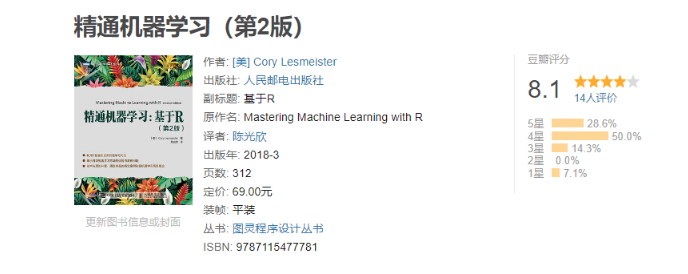 精通机器学习（第2版）
Mastering Machine Learning with R
精通机器学习：基于R
（第2版）
更新图书信息或封面
作者: [美] Cory Lesmeister
出版社: 人民邮电出版社
副标题: 基于R
原作名: Mastering Machine Learning with R
译者: 陈光欣
出版年: 2018-3
页数: 312
定价: 69.00元
装帧: 平装
丛书: 图灵程序设计丛书
ISBN: 9787115477781
豆瓣评分
8.1
14人评价
5星 28.6%
4星 50.0%
3星 14.3%
2星 0.0%
1星 7.1%